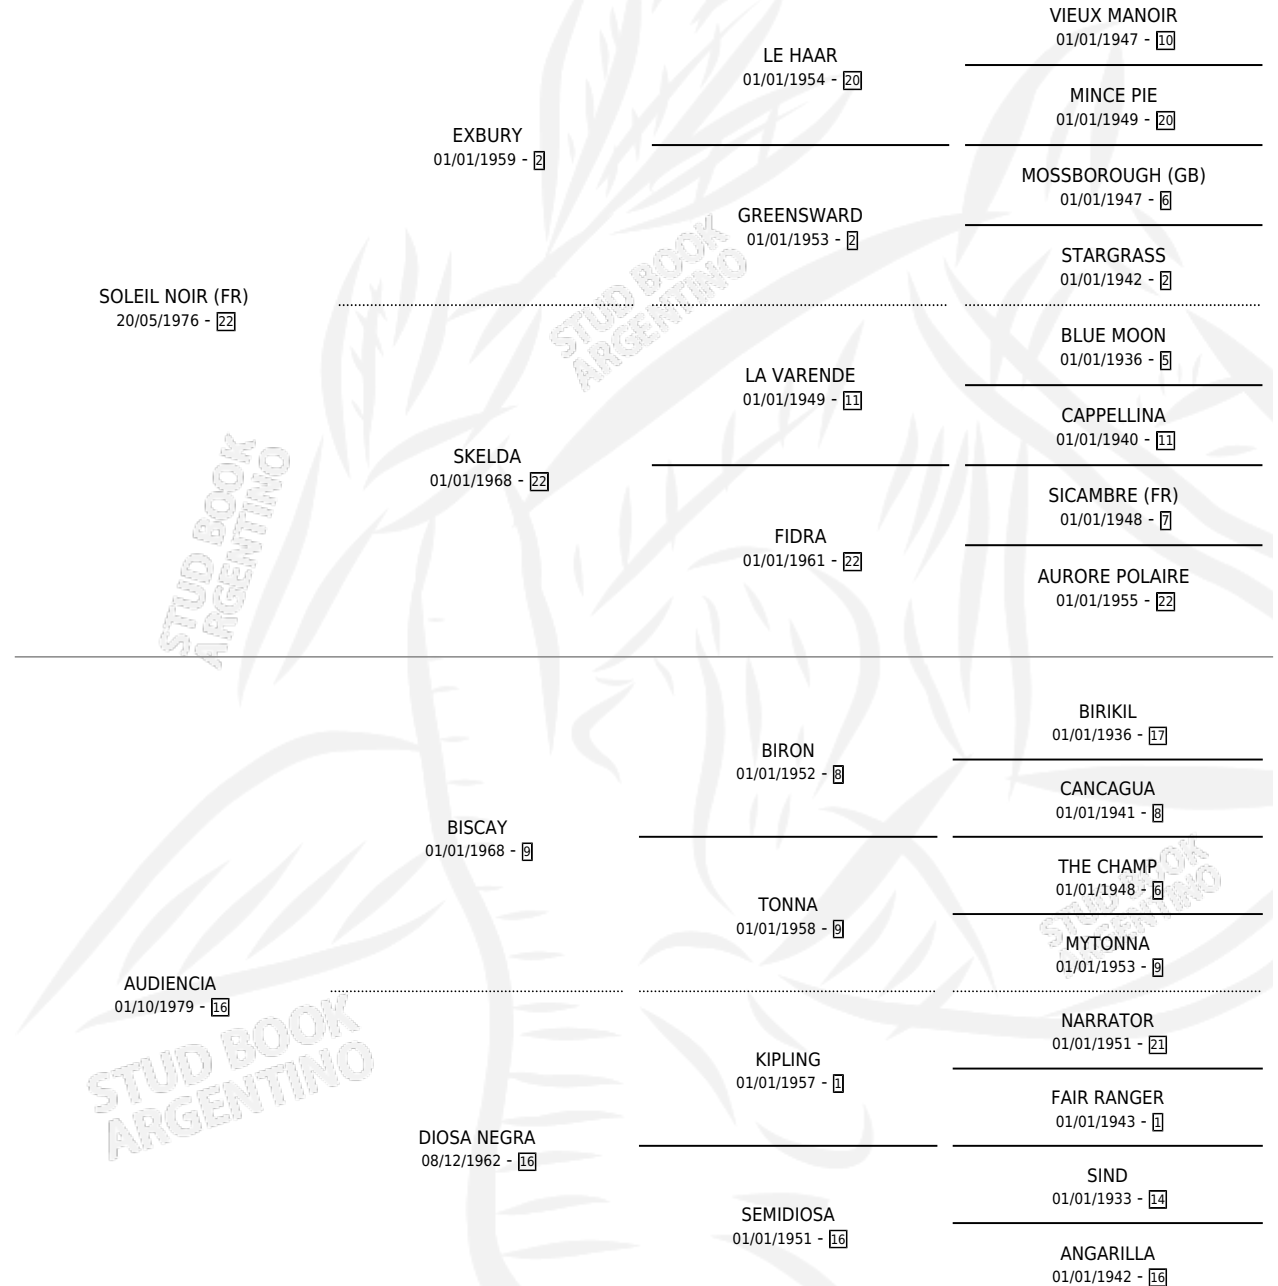 VIEUX MANOIR
01/01/1947 - 10
LE HAAR
01/01/1954 - 20
MINCE PIE
01/01/1949 - 20
EXBURY
01/01/1959 - 2
MOSSBOROUGH (GB)
01/01/1947 - 6
GREENSWARD
01/01/1953 - 2
STARGRASS
01/01/1942 - 2
SOLEIL NOIR (FR)
20/05/1976 - 22
BLUE MOON
01/01/1936 - 5
LA VARENDE
01/01/1949 - 11
CAPPELLINA
01/01/1940 - 11
SKELDA
01/01/1968 - 22
SICAMBRE (FR)
01/01/1948 - 7
FIDRA
01/01/1961 - 22
AURORE POLAIRE
01/01/1955 - 22
BIRIKIL
01/01/1936 - 17
BIRON
01/01/1952 - 8
CANCAGUA
01/01/1941 - 8
BISCAY
01/01/1968 - 9
THE CHAMP
01/01/1948 - 6
TONNA
01/01/1958 - 9
MYTONNA
01/01/1953 - 9
AUDIENCIA
01/10/1979 - 16
NARRATOR
01/01/1951 - 21
KIPLING
01/01/1957 - 1
FAIR RANGER
01/01/1943 - 1
DIOSA NEGRA
08/12/1962 - 16
SIND
01/01/1933 - 14
SEMIDIOSA
01/01/1951 - 16
ANGARILLA
01/01/1942 - 16
STUD BOOK
ARGENTINO
STUD BOOK
ARGENTINO
STUD BOOK
ARGENTINO
STUD BOOK
ARGENTINO